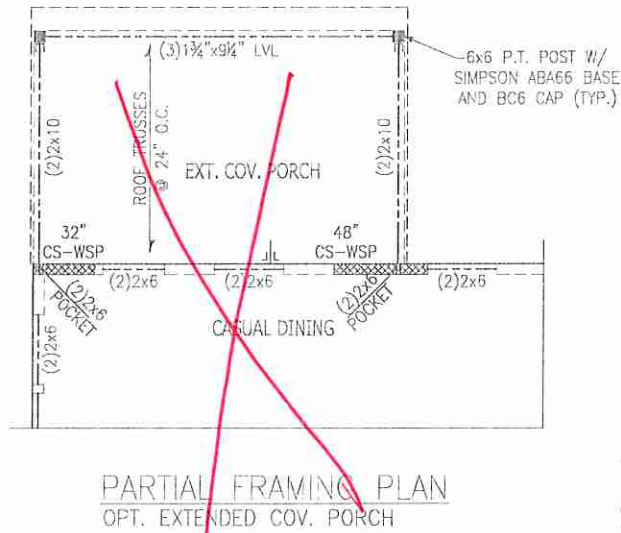 (3)1¾"x9¼" LVL
6x6 P.T. POST W/
SIMPSON ABA66 BASE
AND BC6 CAP (TYP.)
(2)2x10
ROOF TRUSSES
@ 24" O.C.
(2)2x10
EXT. COV. PORCH
32"
CS-WSP
48"
CS-WSP
(2)2x6
POCKET
(2)2x6
(2)2x6
(2)2x6
POCKET
(2)2x6
(2)2x6
CASUAL DINING
PARTIAL FRAMING PLAN
OPT. EXTENDED COV. PORCH